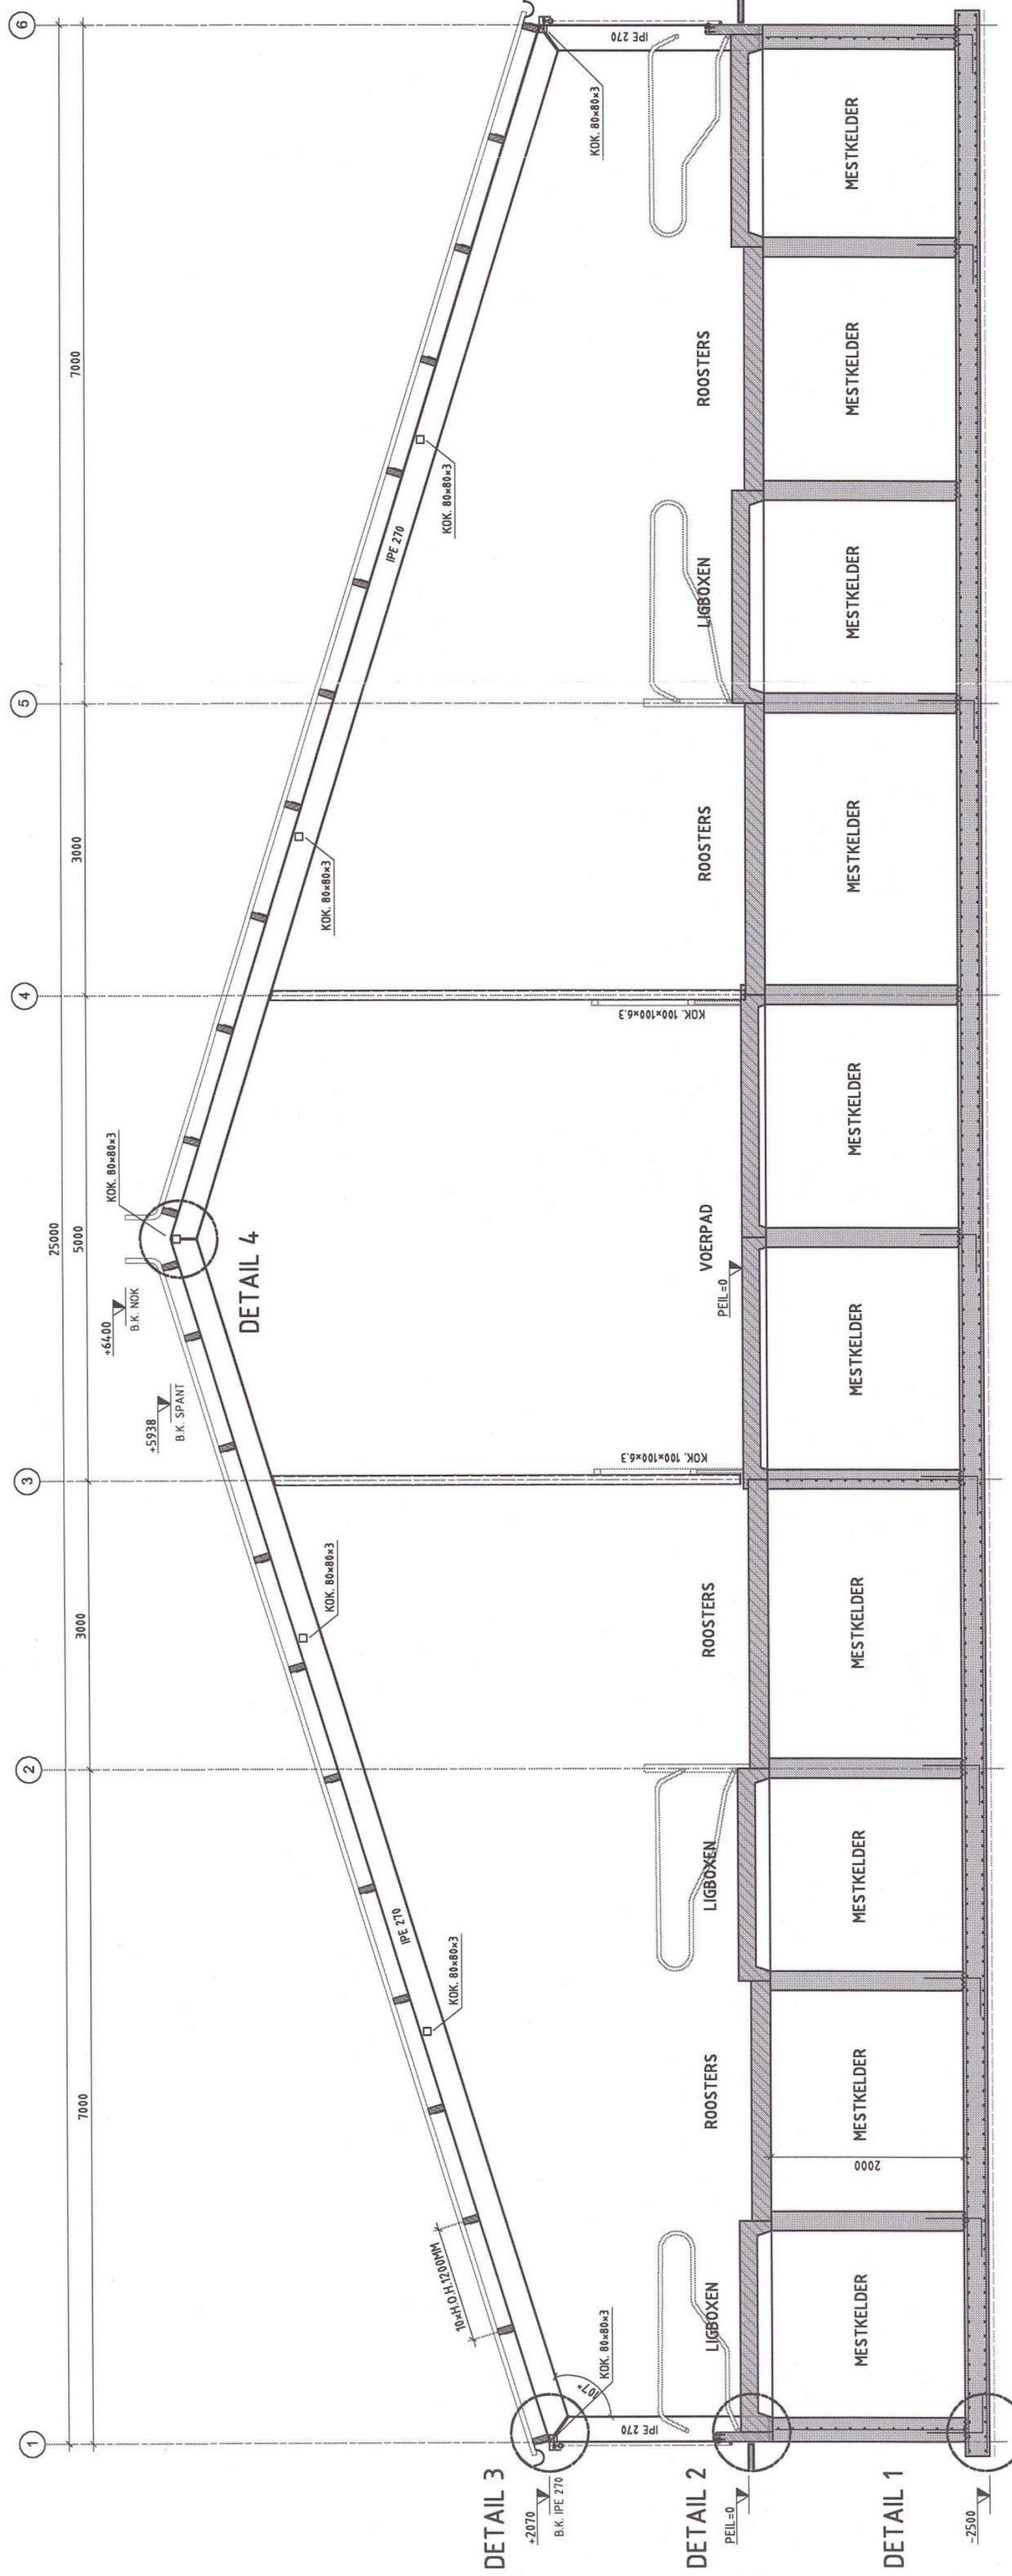 1
2
3
4
5
6
25000
7000
3000
5000
3000
7000
+6400
B.K. NOK
KOK. 80x80x3
+5938
B.K. SPANT
DETAIL 4
KOK. 80x80x3
KOK. 80x80x3
IPE 270
IPE 270
KOK. 80x80x3
KOK. 80x80x3
10xH.O.H.1200MM
DETAIL 3
+2070
B.K. IPE 270
107°
KOK. 80x80x3
KOK. 80x80x3
IPE 270
IPE 270
KOK. 100x100x6.3
KOK. 100x100x6.3
DETAIL 2
PEIL=0
LIGBOXEN
ROOSTERS
LIGBOXEN
ROOSTERS
PEIL=0
VOERPAD
ROOSTERS
LIGBOXEN
ROOSTERS
DETAIL 1
-2500
MESTKELDER
MESTKELDER
MESTKELDER
MESTKELDER
MESTKELDER
MESTKELDER
MESTKELDER
MESTKELDER
MESTKELDER
MESTKELDER
2000